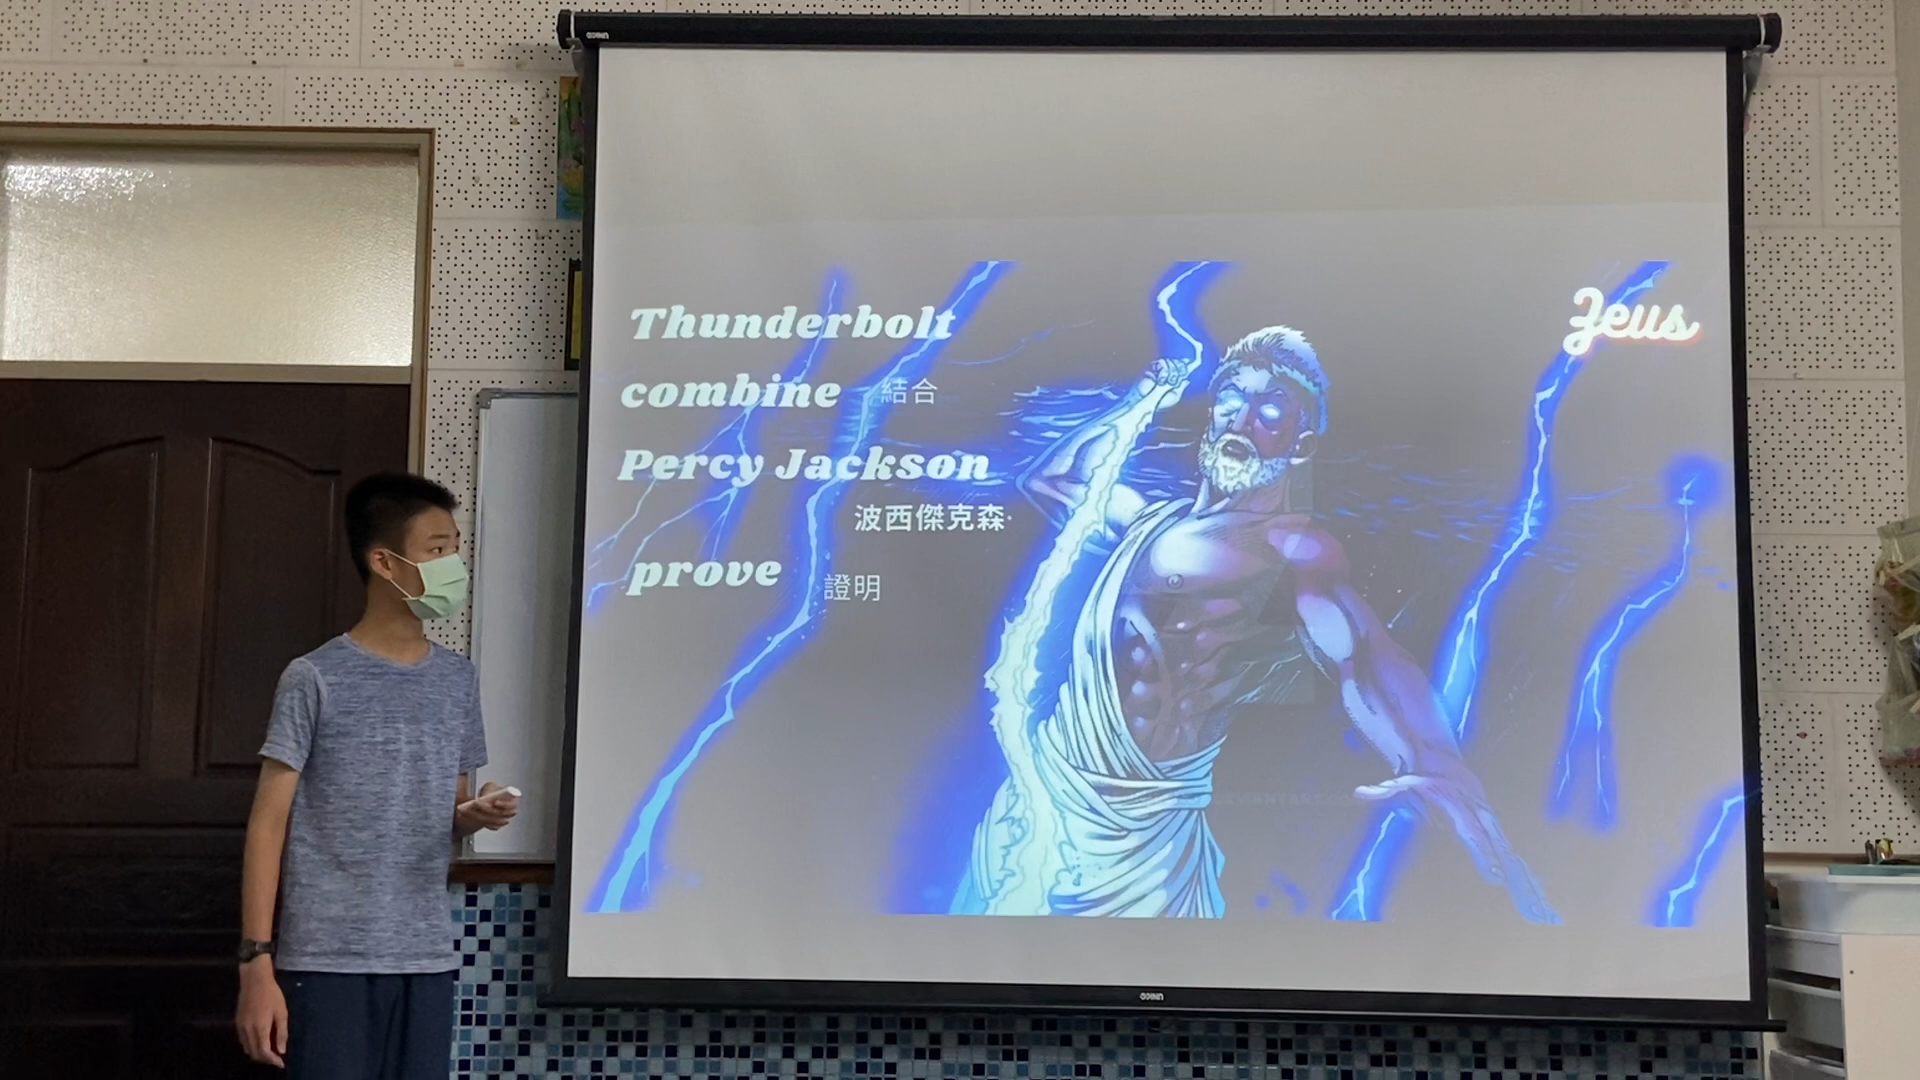 Thunderbolt
Zeus
combine 結合
Percy Jackson
波西傑克森
prove 證明